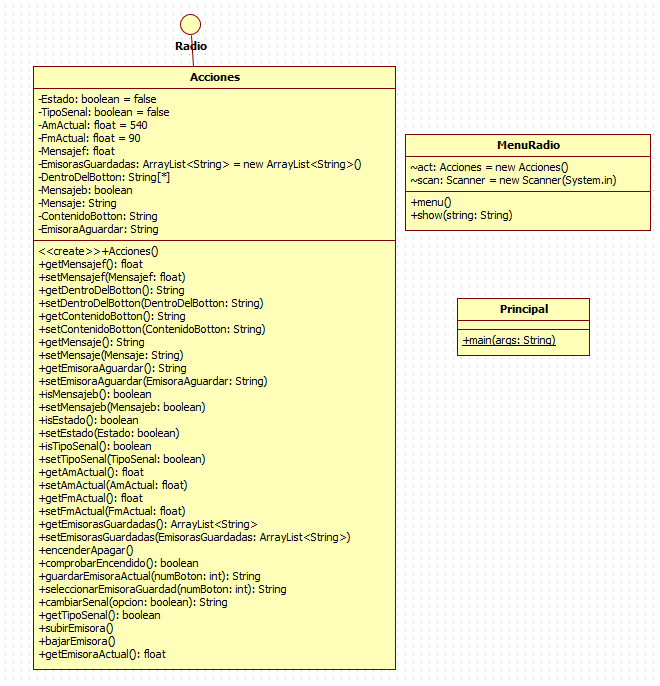 Radio
Acciones
-Estado: boolean = false
-TipoSenal: boolean = false
-AmActual: float = 540
-FmActual: float = 90
-Mensajef: float
-EmisorasGuardadas: ArrayList<String> = new ArrayList<String>()
-DentroDelBotton: String[*]
-Mensajeb: boolean
-Mensaje: String
-ContenidoBotton: String
-EmisoraAguardar: String
<<create>>+Acciones()
+getMensajef(): float
+setMensajef(Mensajef: float)
+getDentroDelBotton(): String
+setDentroDelBotton(DentroDelBotton: String)
+getContenidoBotton(): String
+setContenidoBotton(ContenidoBotton: String)
+getMensaje(): String
+setMensaje(Mensaje: String)
+getEmisoraAguardar(): String
+setEmisoraAguardar(EmisoraAguardar: String)
+isMensajeb(): boolean
+setMensajeb(Mensajeb: boolean)
+isEstado(): boolean
+setEstado(Estado: boolean)
+isTipoSenal(): boolean
+setTipoSenal(TipoSenal: boolean)
+getAmActual(): float
+setAmActual(AmActual: float)
+getFmActual(): float
+setFmActual(FmActual: float)
+getEmisorasGuardadas(): ArrayList<String>
+setEmisorasGuardadas(EmisorasGuardadas: ArrayList<String>)
+encenderApagar()
+comprobarEncendido(): boolean
+guardarEmisoraActual(numBoton: int): String
+seleccionarEmisoraGuardad(numBoton: int): String
+cambiarSenal(opcion: boolean): String
+getTipoSenal(): boolean
+subirEmisora()
+bajarEmisora()
+getEmisoraActual(): float
MenuRadio
~act: Acciones = new Acciones()
~scan: Scanner = new Scanner(System.in)
+menu()
+show(string: String)
Principal
+main(args: String)